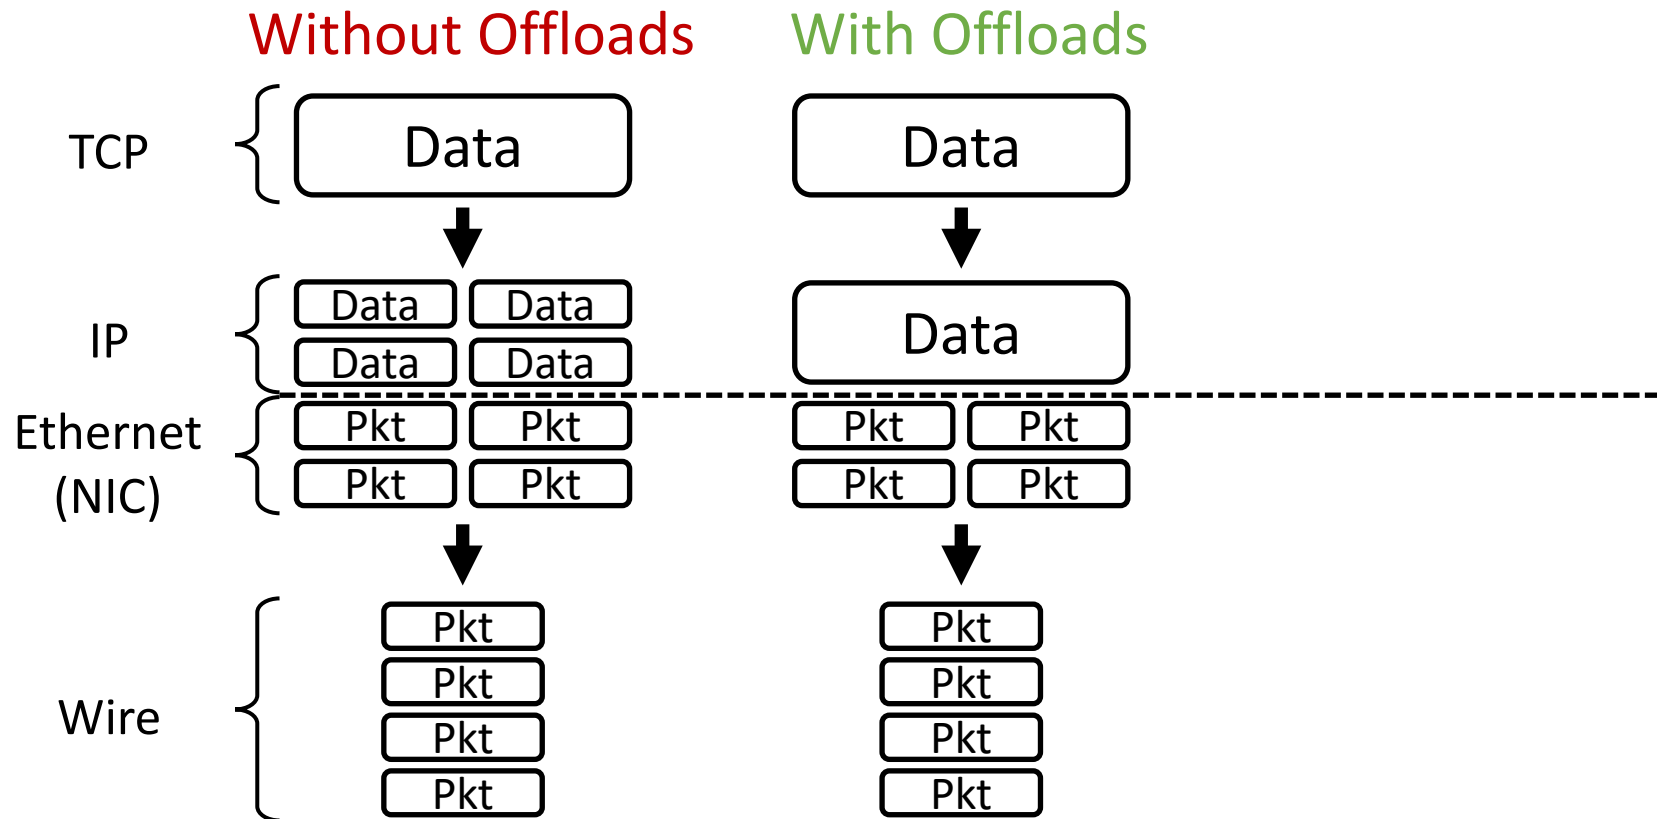 Without Offloads
With Offloads
TCP
Data
Data
IP
Data Data
Data Data
Data
Ethernet
(NIC)
Pkt Pkt
Pkt Pkt
Pkt Pkt
Pkt Pkt
Wire
Pkt
Pkt
Pkt
Pkt
Pkt
Pkt
Pkt
Pkt